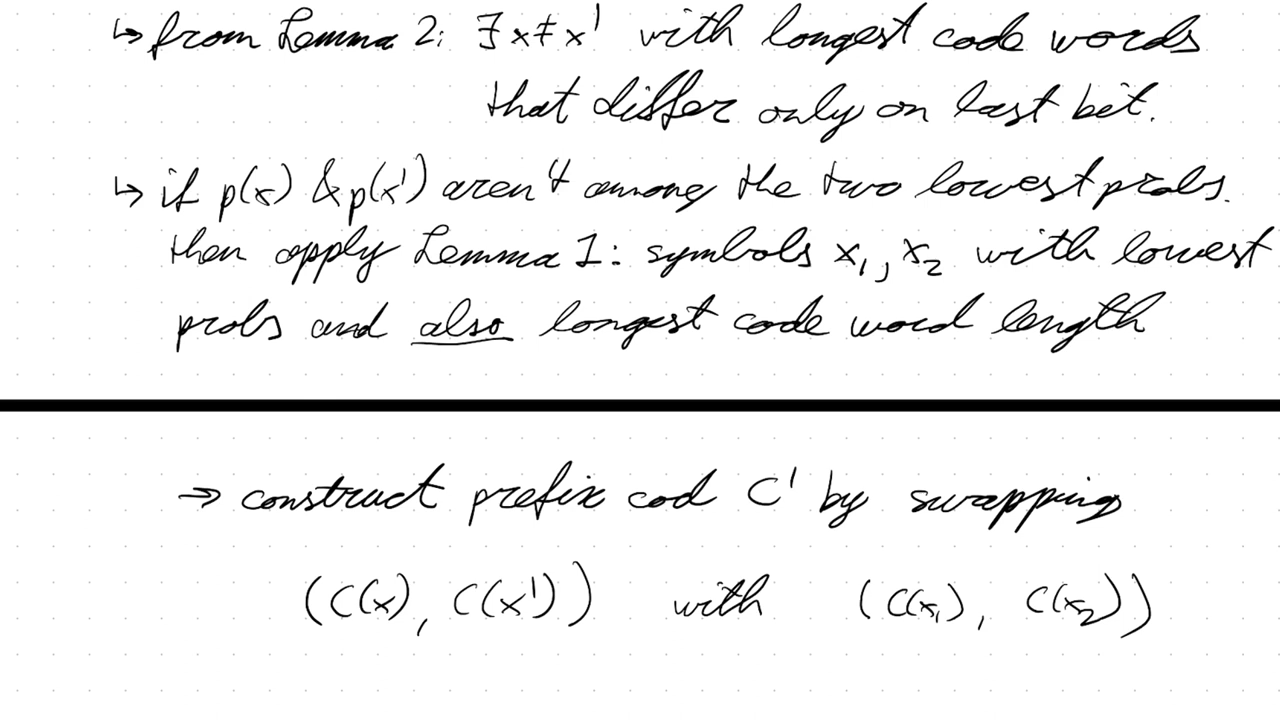 ↳ from Lemma 2: ∃ x ≠ x' with longest code words
that differ only on last bit.
↳ if p(x) & p(x') aren't among the two lowest probs.
then apply Lemma 1: symbols x₁, x₂ with lowest
probs and also longest code word length
⇒ construct prefix cod C' by swapping
(C(x), C(x')) with (C(x₁), C(x₂))